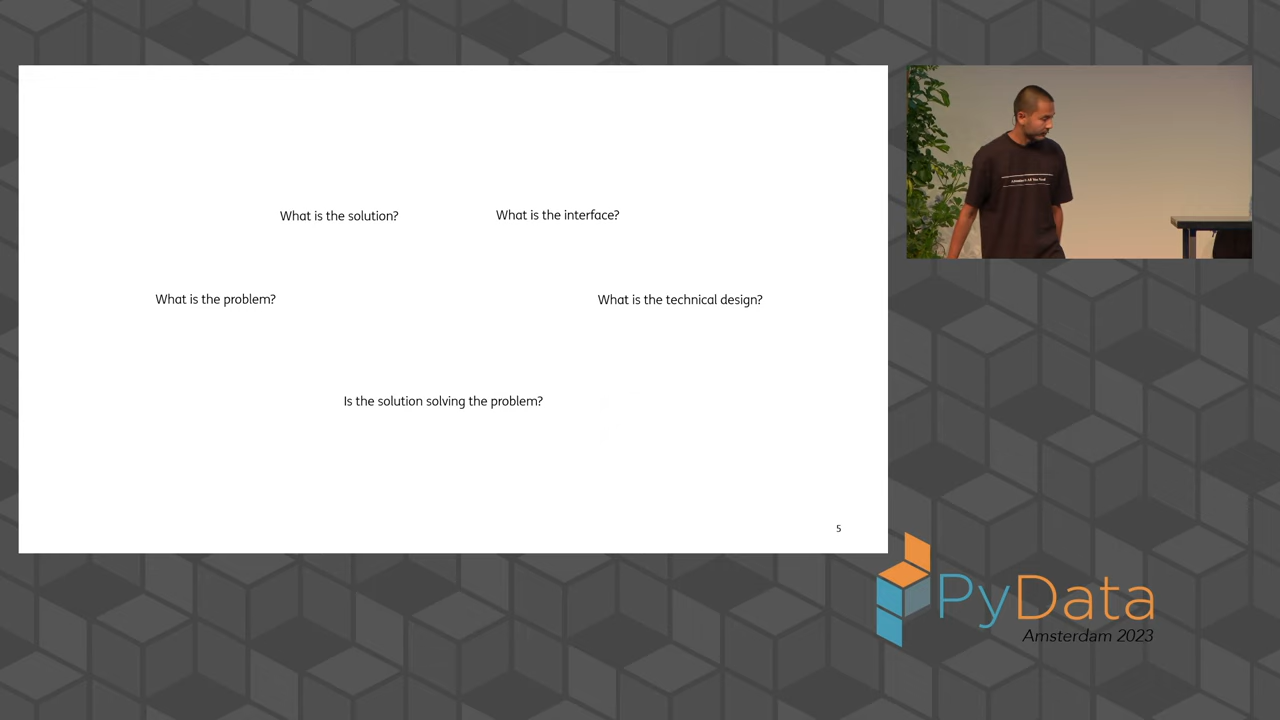 What is the solution?
What is the interface?
What is the problem?
What is the technical design?
Is the solution solving the problem?
5
PyData
Amsterdam 2023